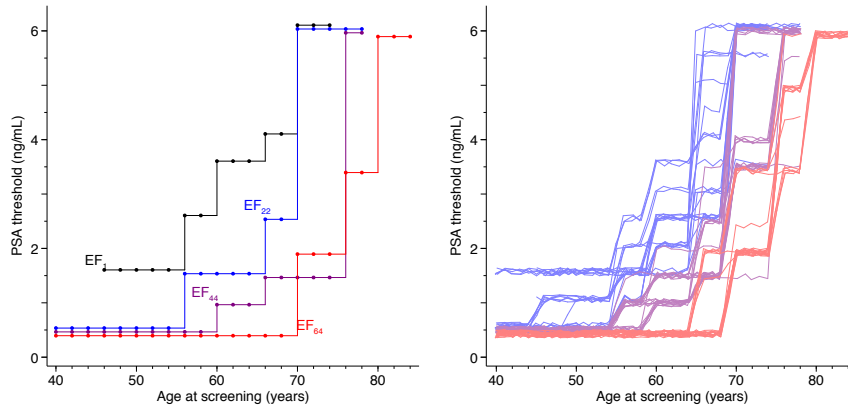 6
4
2
0
PSA threshold (ng/mL)
EF1
EF22
EF44
EF64
40 50 60 70 80
Age at screening (years)
6
4
2
0
PSA threshold (ng/mL)
40 50 60 70 80
Age at screening (years)